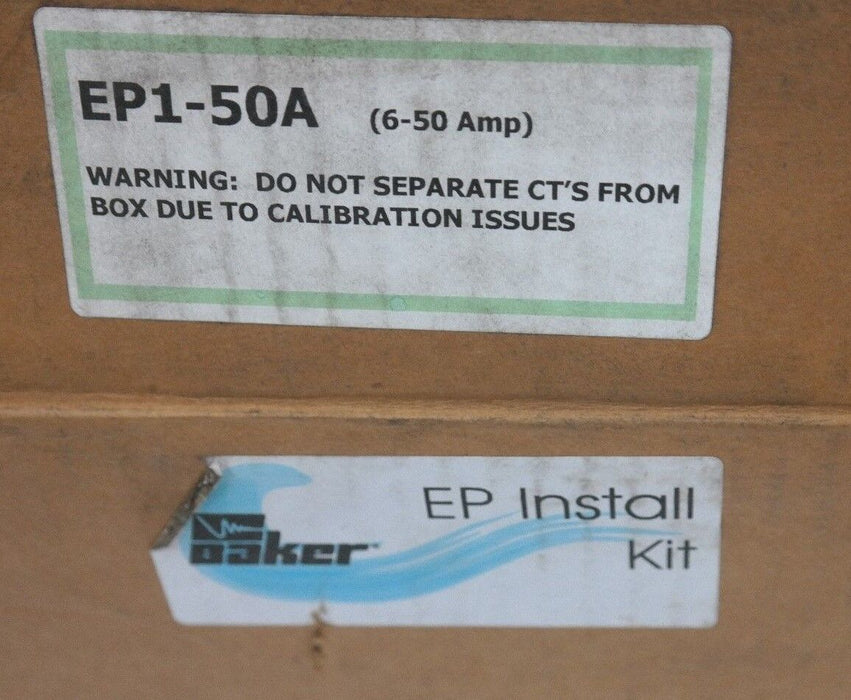 EP1-50A (6-50 Amp)
WARNING: DO NOT SEPARATE CT'S FROM
BOX DUE TO CALIBRATION ISSUES
EP Install
baker
Kit